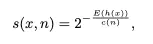 s(x, n) = 2^{-\frac{E(h(x))}{c(n)}},